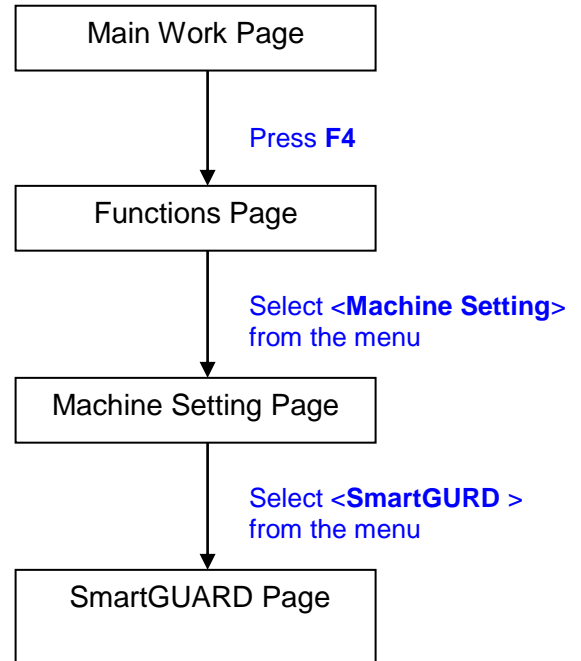 Main Work Page
Press F4
Functions Page
Select <Machine Setting>
from the menu
Machine Setting Page
Select <SmartGURD >
from the menu
SmartGUARD Page